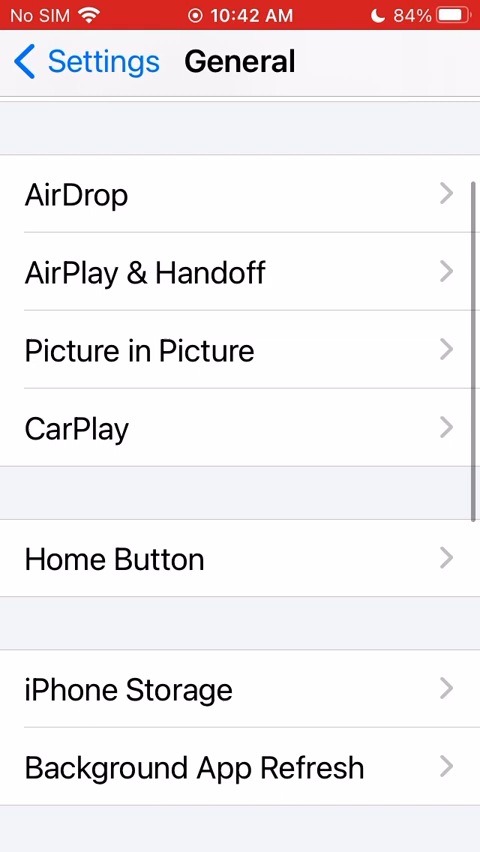 No SIM 10:42 AM 84%
Settings General
AirDrop
AirPlay & Handoff
Picture in Picture
CarPlay
Home Button
iPhone Storage
Background App Refresh